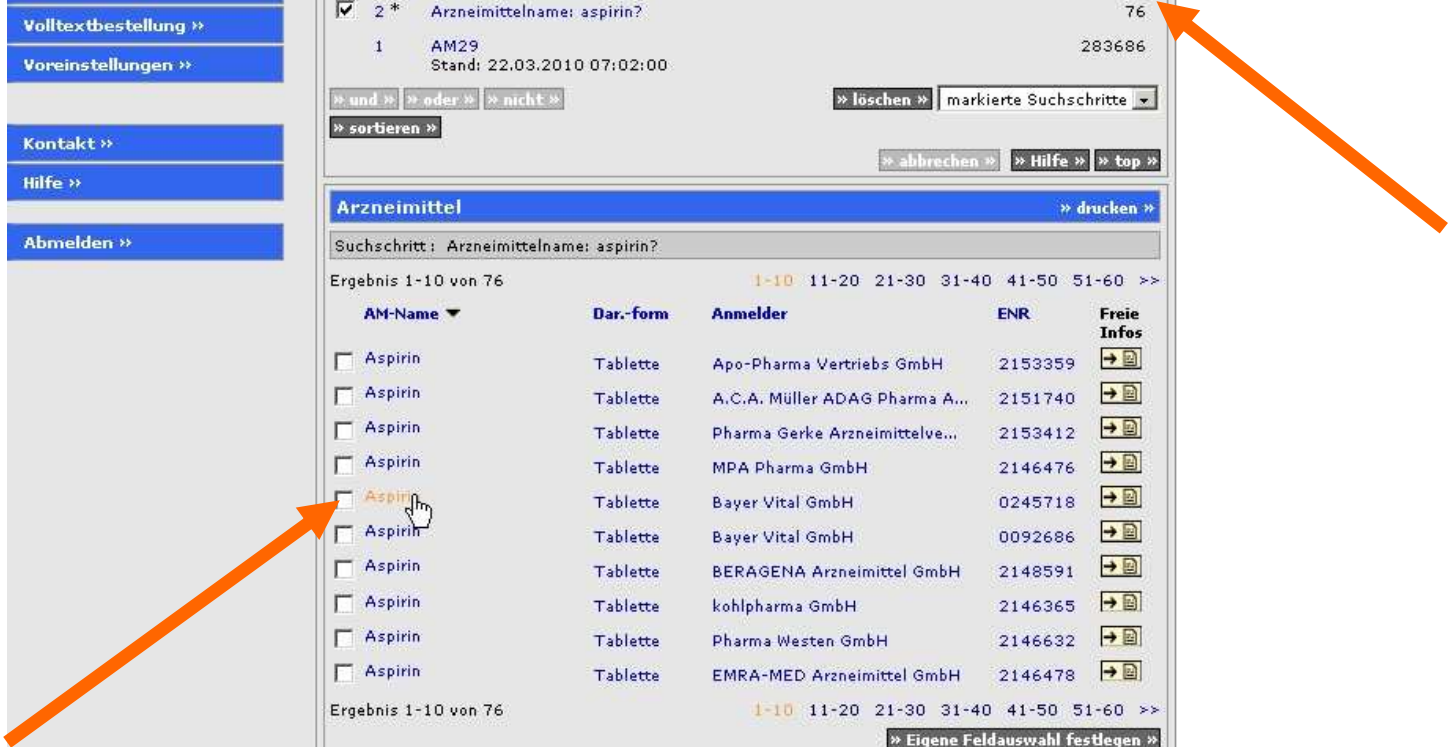 Volltextbestellung »
Voreinstellungen »
Kontakt »
Hilfe »
Abmelden »
2 * Arzneimittelname: aspirin? 76
1 AM29 283686
Stand: 22.03.2010 07:02:00
» und » » oder » » nicht » » löschen » markierte Suchschritte
» sortieren »
» abbrechen » » Hilfe » » top »
Arzneimittel » drucken »
Suchschritt : Arzneimittelname: aspirin?
Ergebnis 1-10 von 76 1-10 11-20 21-30 31-40 41-50 51-60 >>
AM-Name Dar.-form Anmelder ENR Freie
Infos
Aspirin Tablette Apo-Pharma Vertriebs GmbH 2153359
Aspirin Tablette A.C.A. Müller ADAG Pharma A... 2151740
Aspirin Tablette Pharma Gerke Arzneimittelve... 2153412
Aspirin Tablette MPA Pharma GmbH 2146476
Aspirin Tablette Bayer Vital GmbH 0245718
Aspirin Tablette Bayer Vital GmbH 0092686
Aspirin Tablette BERAGENA Arzneimittel GmbH 2148591
Aspirin Tablette kohlpharma GmbH 2146365
Aspirin Tablette Pharma Westen GmbH 2146632
Aspirin Tablette EMRA-MED Arzneimittel GmbH 2146478
Ergebnis 1-10 von 76 1-10 11-20 21-30 31-40 41-50 51-60 >>
» Eigene Feldauswahl festlegen »